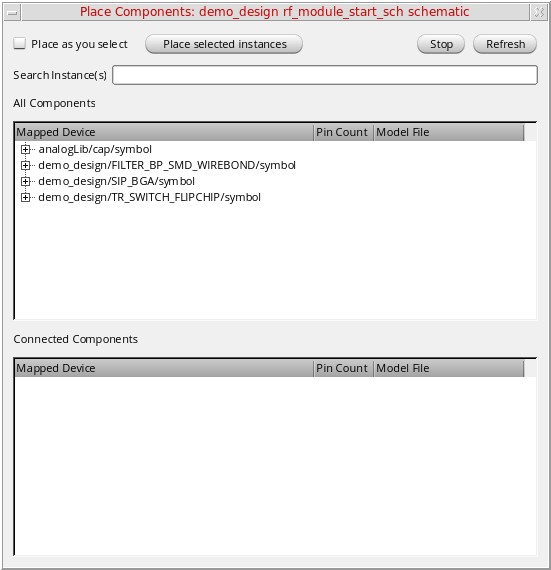 Place Components: demo_design rf_module_start_sch schematic
Place as you select Place selected instances Stop Refresh
Search Instance(s)
All Components
Mapped Device Pin Count Model File
analogLib/cap/symbol
demo_design/FILTER_BP_SMD_WIREBOND/symbol
demo_design/SIP_BGA/symbol
demo_design/TR_SWITCH_FLIPCHIP/symbol
Connected Components
Mapped Device Pin Count Model File